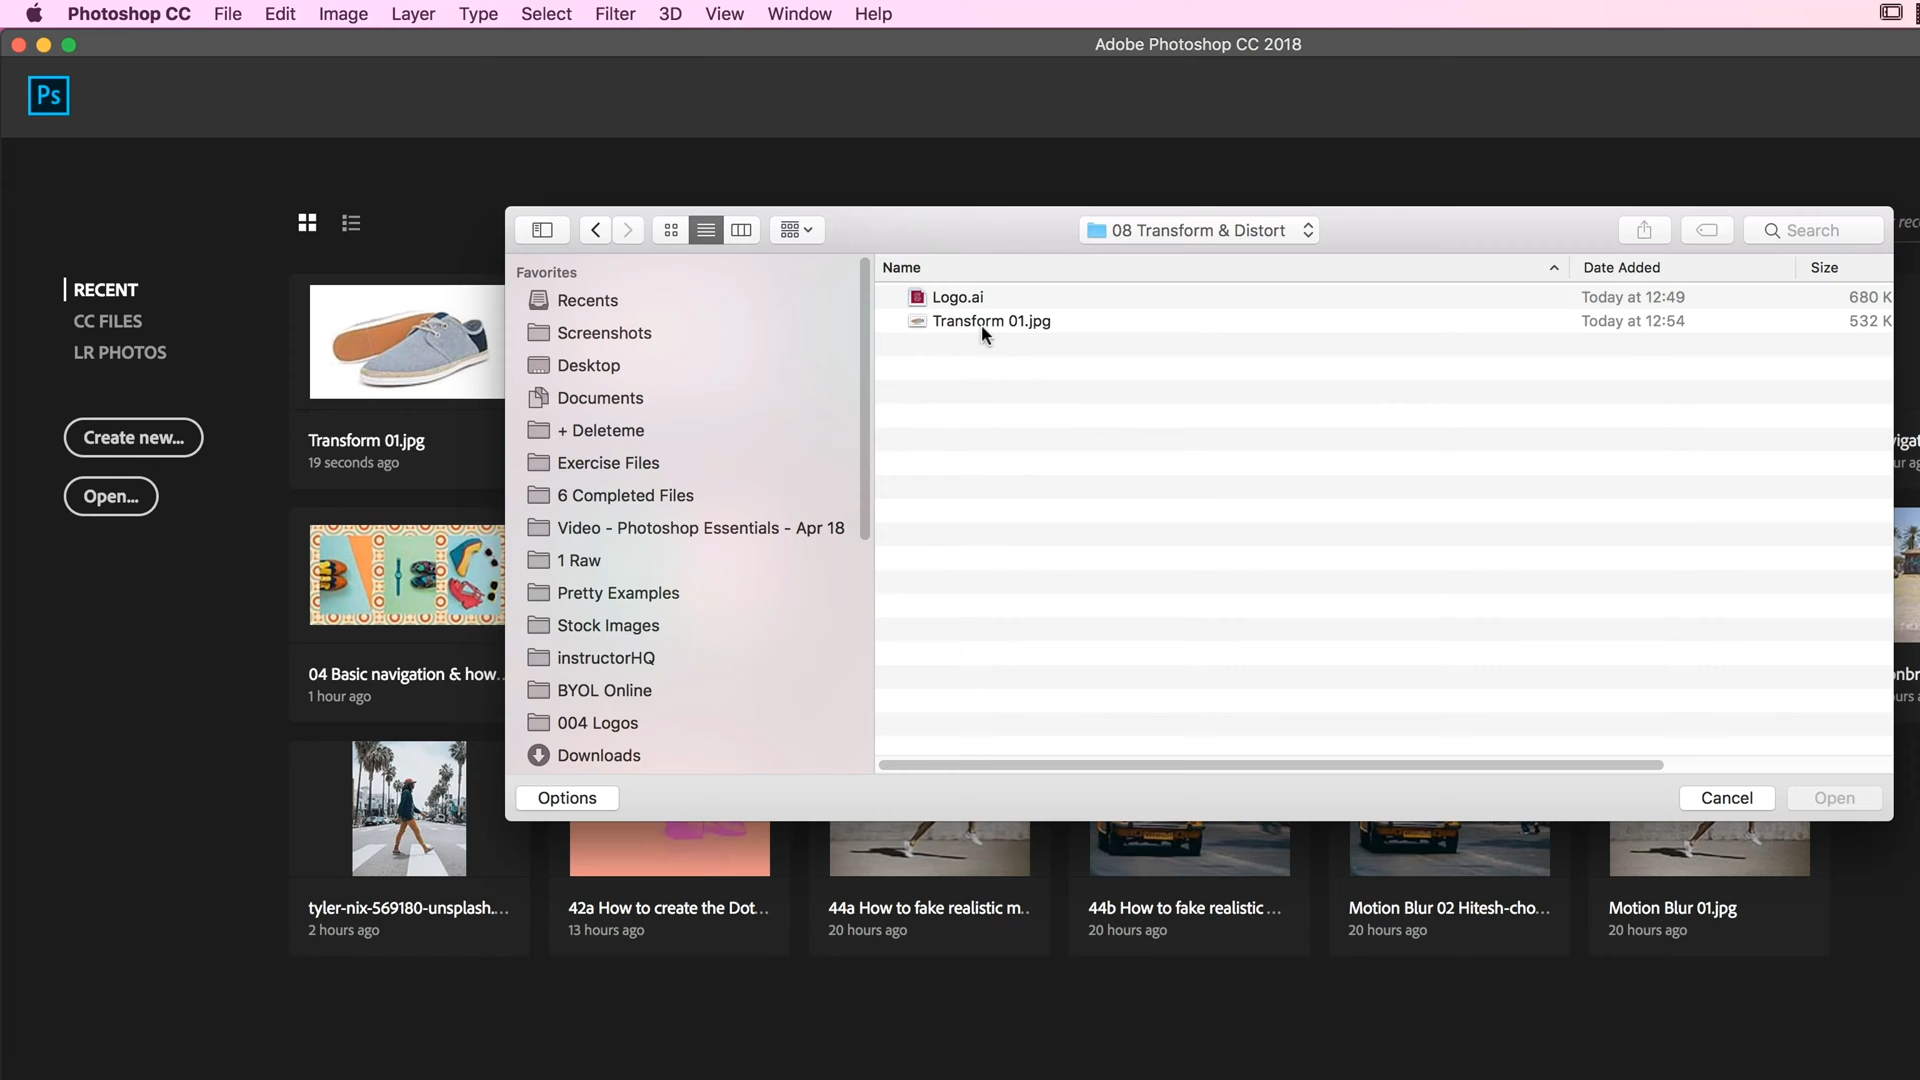 Photoshop CC File Edit Image Layer Type Select Filter 3D View Window Help
Adobe Photoshop CC 2018
Ps
RECENT
CC FILES
LR PHOTOS
Create new...
Open...
08 Transform & Distort
Search
Favorites
Recents
Screenshots
Desktop
Documents
+ Deleteme
Exercise Files
6 Completed Files
Video - Photoshop Essentials - Apr 18
1 Raw
Pretty Examples
Stock Images
instructorHQ
BYOL Online
004 Logos
Downloads
Name Date Added Size
Logo.ai Today at 12:49 680 K
Transform 01.jpg Today at 12:54 532 K
Options Cancel Open
Transform 01.jpg
19 seconds ago
04 Basic navigation & how...
1 hour ago
tyler-nix-569180-unsplash....
2 hours ago
42a How to create the Dot...
13 hours ago
44a How to fake realistic m...
20 hours ago
44b How to fake realistic ...
20 hours ago
Motion Blur 02 Hitesh-cho...
20 hours ago
Motion Blur 01.jpg
20 hours ago